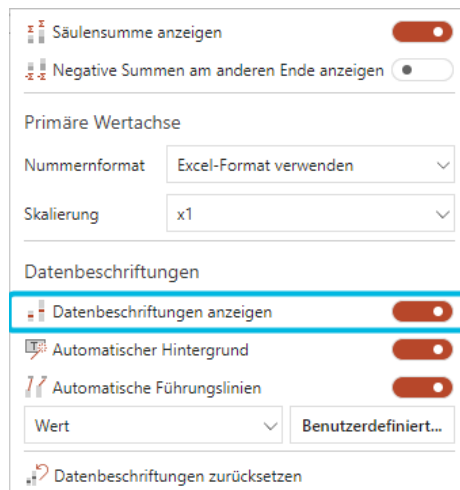 Säulensumme anzeigen
Negative Summen am anderen Ende anzeigen
Primäre Wertachse
Nummernformat Excel-Format verwenden
Skalierung x1
Datenbeschriftungen
Datenbeschriftungen anzeigen
Automatischer Hintergrund
Automatische Führungslinien
Wert Benutzerdefiniert...
Datenbeschriftungen zurücksetzen